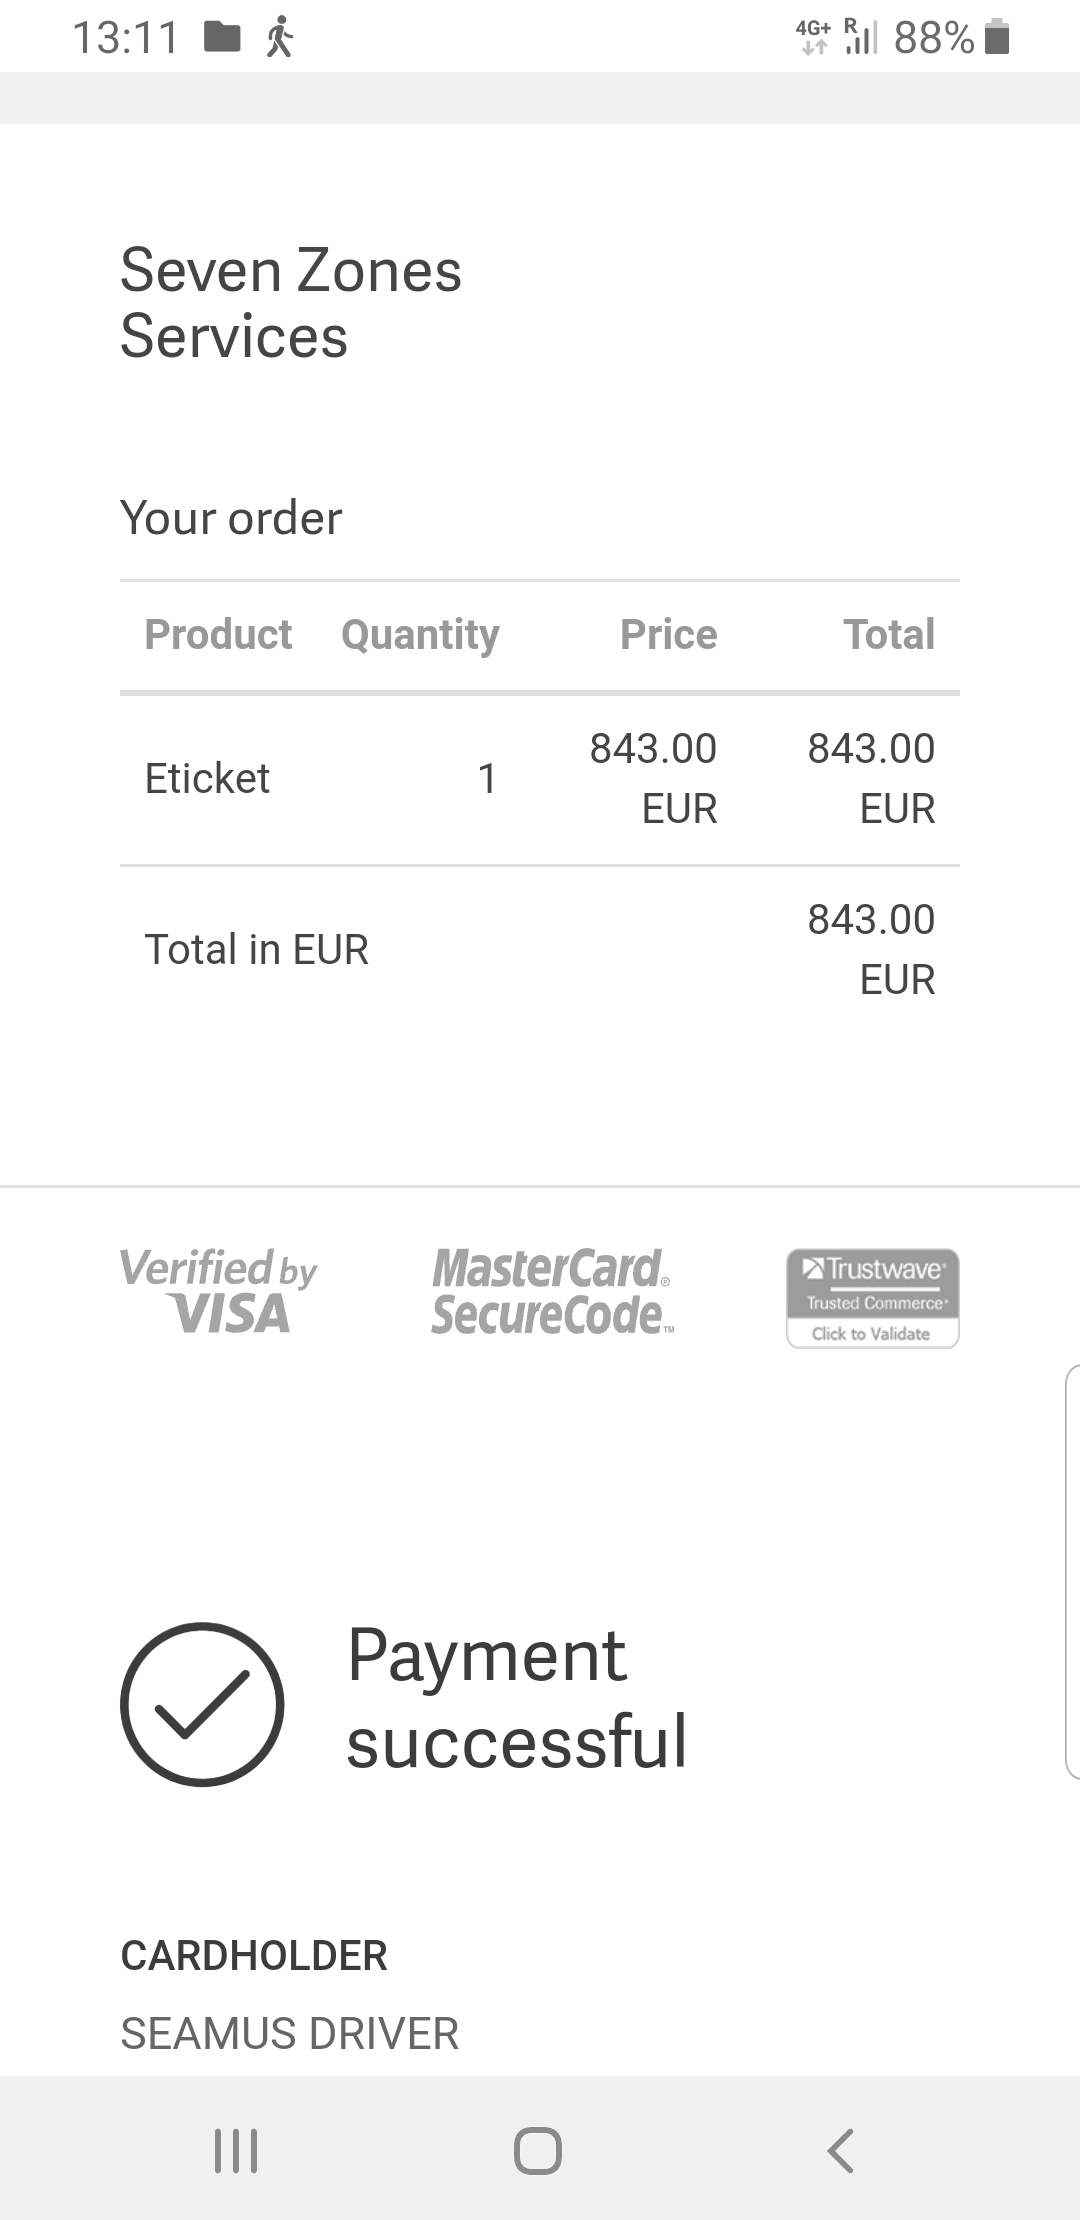 13:11 4G+ R 88%
Seven Zones
Services
Your order
Product Quantity Price Total
Eticket 1 843.00 EUR 843.00 EUR
Total in EUR 843.00 EUR
Verified by
VISA
MasterCard®
SecureCode™
Trustwave®
Trusted Commerce™
Click to Validate
Payment
successful
CARDHOLDER
SEAMUS DRIVER